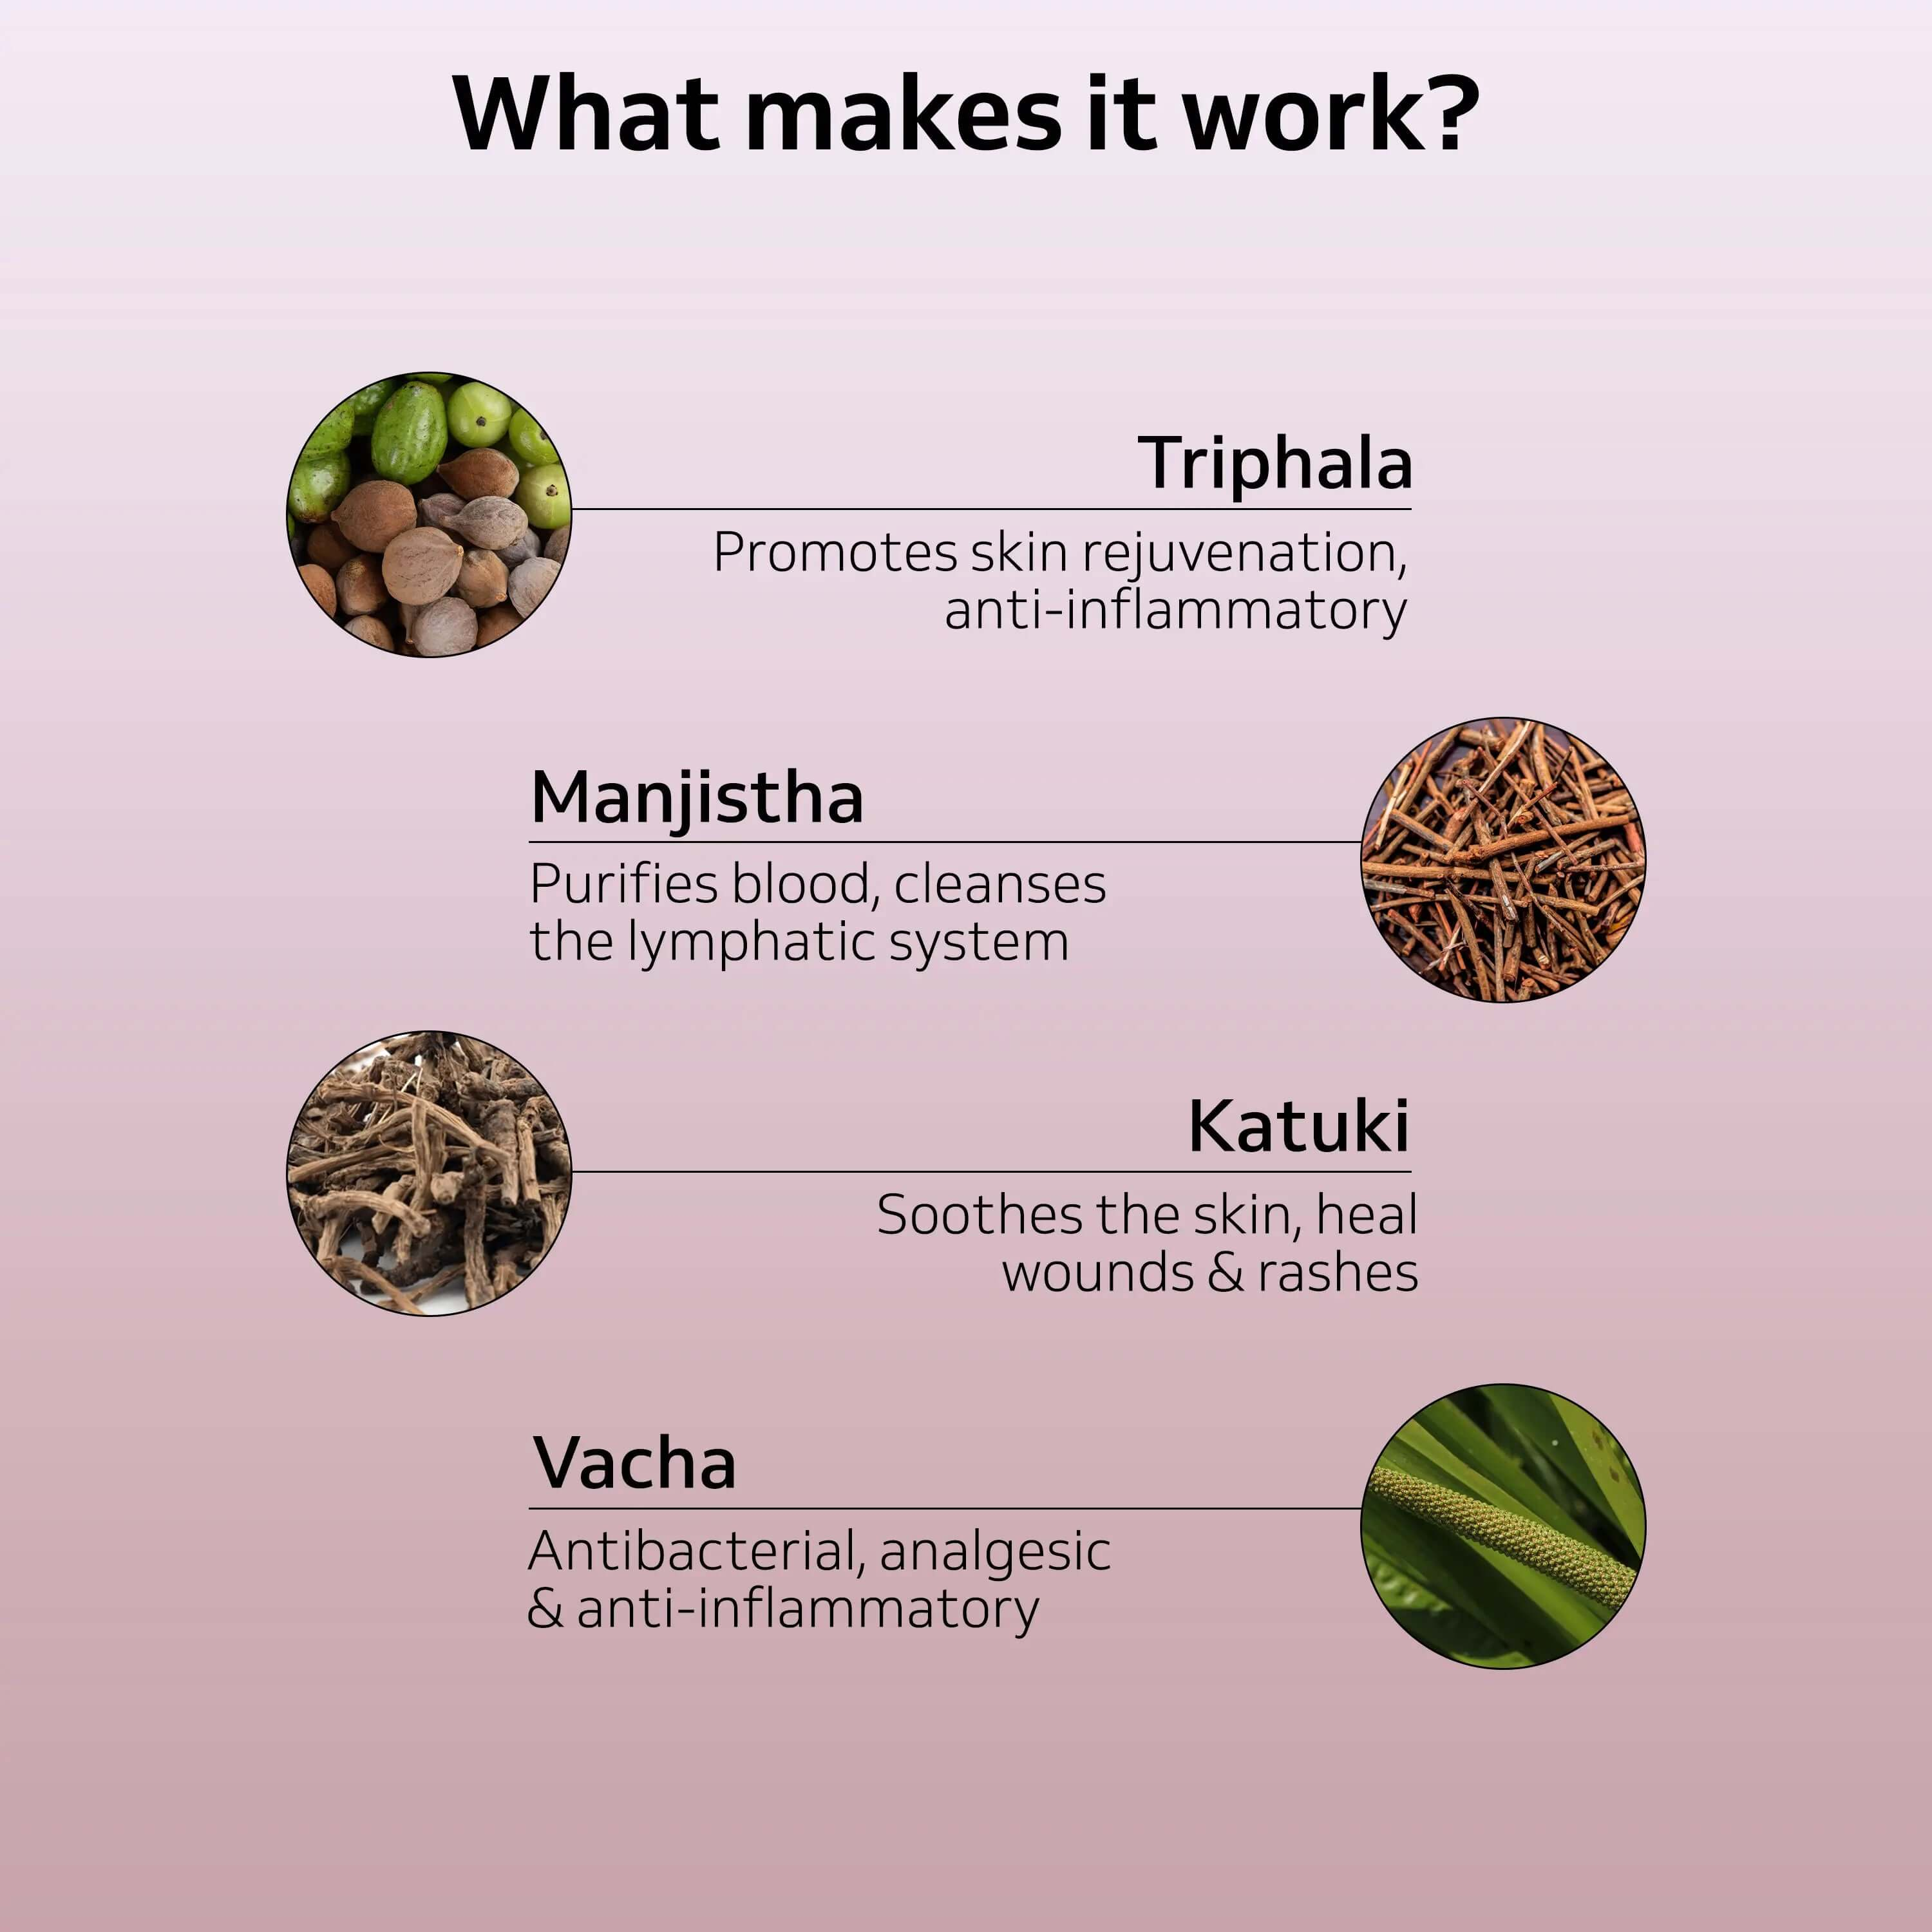 What makes it work?
Triphala
Promotes skin rejuvenation,
anti-inflammatory
Manjistha
Purifies blood, cleanses
the lymphatic system
Katuki
Soothes the skin, heal
wounds & rashes
Vacha
Antibacterial, analgesic
& anti-inflammatory